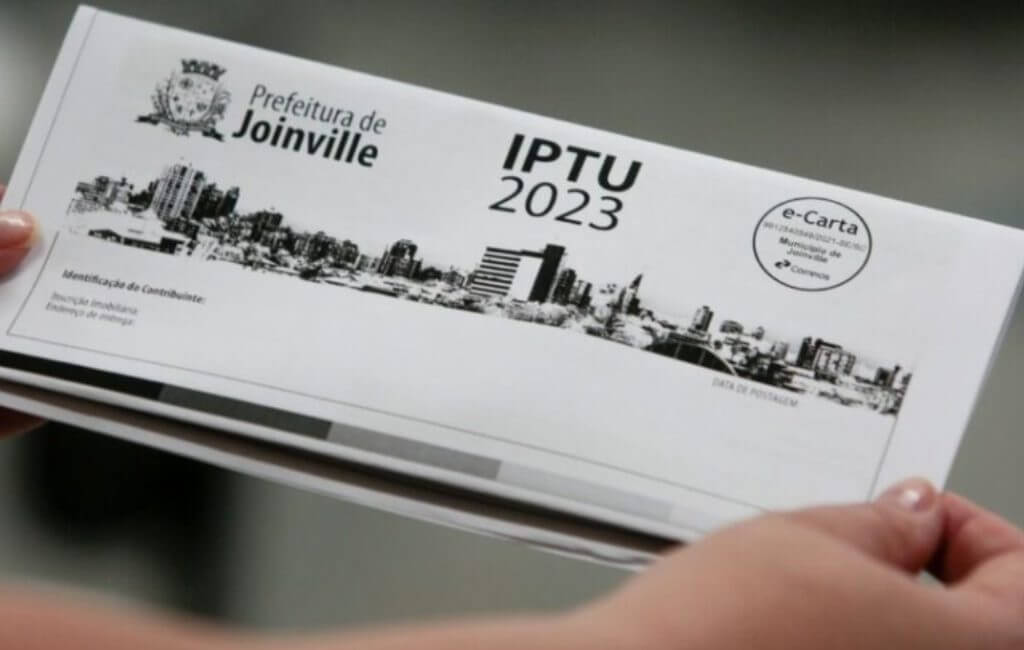 Prefeitura de
Joinville
IPTU
2023
e-Carta
Município de
Joinville
Correios
Identificação do Contribuinte:
Inscrição Imobiliária:
Endereço de entrega:
DATA DE POSTAGEM